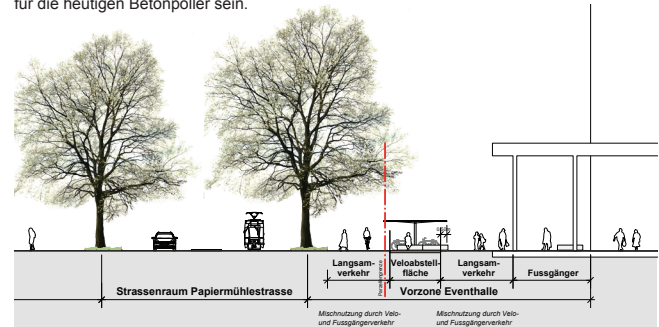 für die heutigen Betonpoller sein.
Langsam-
verkehr
Veloabstell-
fläche
Langsam-
verkehr
Fussgänger
Parzellengrenze
Strassenraum Papiermühlestrasse
Vorzone Eventhalle
Mischnutzung durch Velo-
und Fussgängerverkehr
Mischnutzung durch Velo-
und Fussgängerverkehr